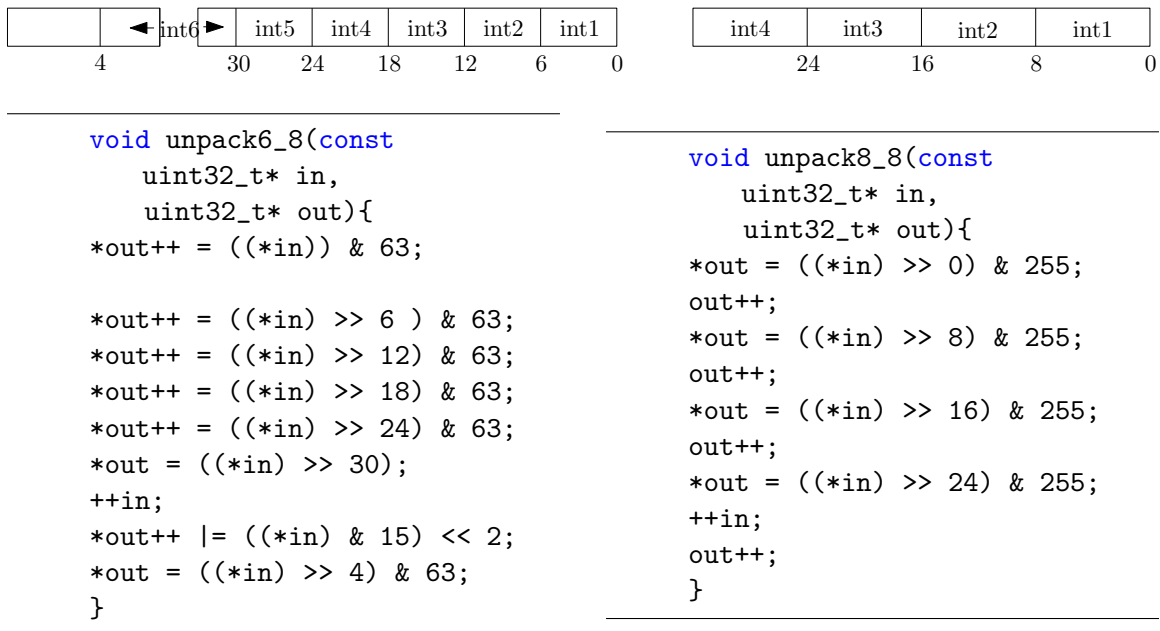 int6 int5 int4 int3 int2 int1
4 30 24 18 12 6 0
void unpack6_8(const
uint32_t* in,
uint32_t* out){
*out++ = ((*in)) & 63;
*out++ = ((*in) >> 6 ) & 63;
*out++ = ((*in) >> 12) & 63;
*out++ = ((*in) >> 18) & 63;
*out++ = ((*in) >> 24) & 63;
*out = ((*in) >> 30);
++in;
*out++ |= ((*in) & 15) << 2;
*out = ((*in) >> 4) & 63;
}
int4 int3 int2 int1
24 16 8 0
void unpack8_8(const
uint32_t* in,
uint32_t* out){
*out = ((*in) >> 0) & 255;
out++;
*out = ((*in) >> 8) & 255;
out++;
*out = ((*in) >> 16) & 255;
out++;
*out = ((*in) >> 24) & 255;
++in;
out++;
}